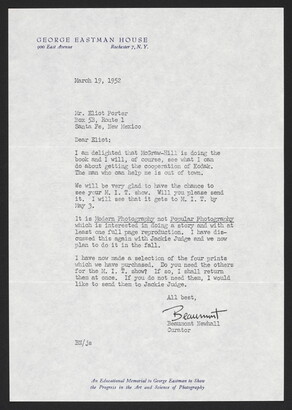 GEORGE EASTMAN HOUSE
900 East Avenue Rochester 7, N.Y.
March 19, 1952
Mr. Eliot Porter
Box 52, Route 1
Santa Fe, New Mexico
Dear Eliot:
I am delighted that McGraw-Hill is doing the
book and I will, of course, see what I can
do about getting the cooperation of Kodak.
The man who can help us is out of town.
We will be very glad to have the chance to
see your M. I. T. show. Will you please send
it. I will see that it gets to M. I. T. by
May 3.
It is Modern Photography not Popular Photography
which is interested in doing a story and with at
least one full page reproduction. I have dis-
cussed this again with Jackie Judge and we now
plan to do it in the fall.
I have now made a selection of the four prints
which we have purchased. Do you need the others
for the M. I. T. show? If so, I shall return
them at once. If you do not need them, I would
like to send them to Jackie Judge.
All best,
Beaumont
Beaumont Newhall
Curator
BN/js
An Educational Memorial to George Eastman to Show
the Progress in the Art and Science of Photography